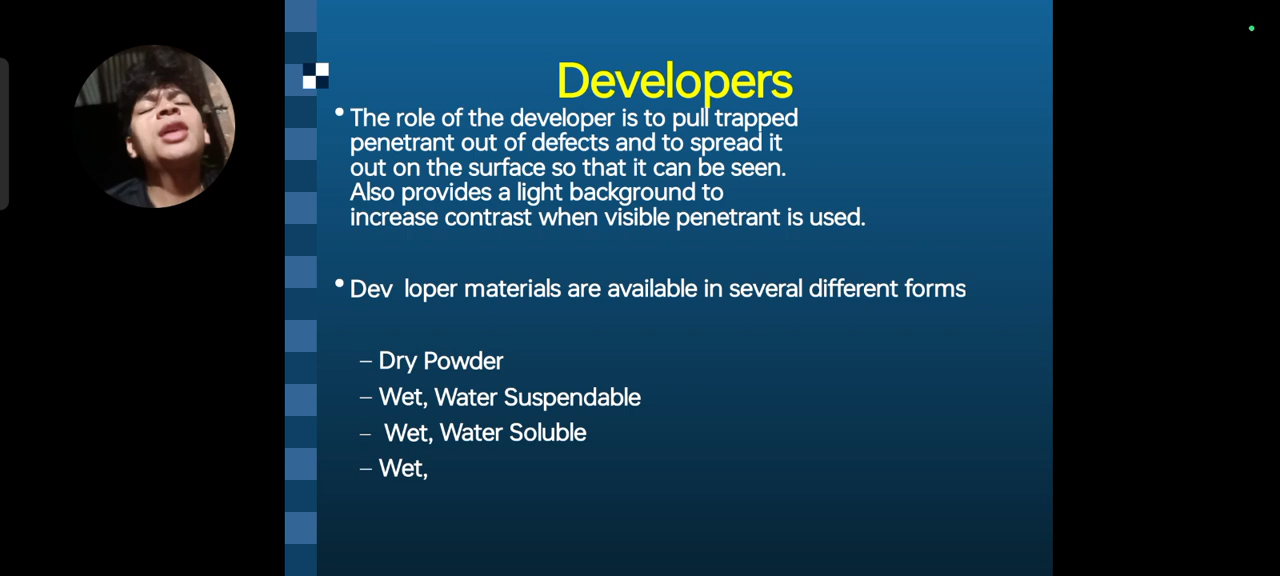 Developers
• The role of the developer is to pull trapped
penetrant out of defects and to spread it
out on the surface so that it can be seen.
Also provides a light background to
increase contrast when visible penetrant is used.
• Dev loper materials are available in several different forms
– Dry Powder
– Wet, Water Suspendable
– Wet, Water Soluble
– Wet,